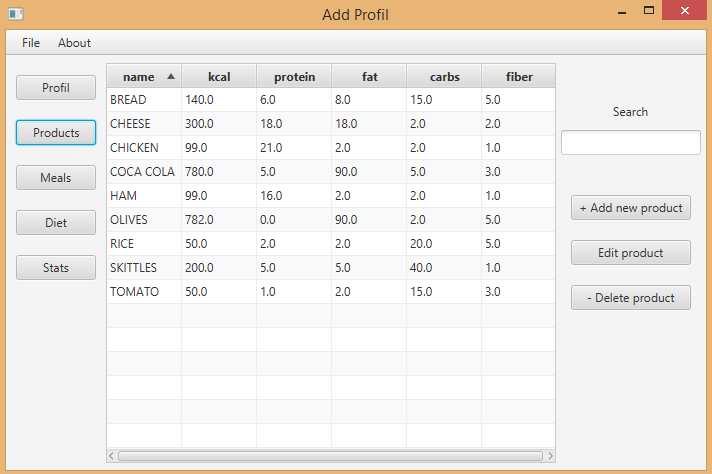 Add Profil
File About
Profil
Products
Meals
Diet
Stats
name kcal protein fat carbs fiber
BREAD 140.0 6.0 8.0 15.0 5.0
CHEESE 300.0 18.0 18.0 2.0 2.0
CHICKEN 99.0 21.0 2.0 2.0 1.0
COCA COLA 780.0 5.0 90.0 5.0 3.0
HAM 99.0 16.0 2.0 2.0 1.0
OLIVES 782.0 0.0 90.0 2.0 5.0
RICE 50.0 2.0 2.0 20.0 5.0
SKITTLES 200.0 5.0 5.0 40.0 1.0
TOMATO 50.0 1.0 2.0 15.0 3.0
Search
+ Add new product
Edit product
- Delete product